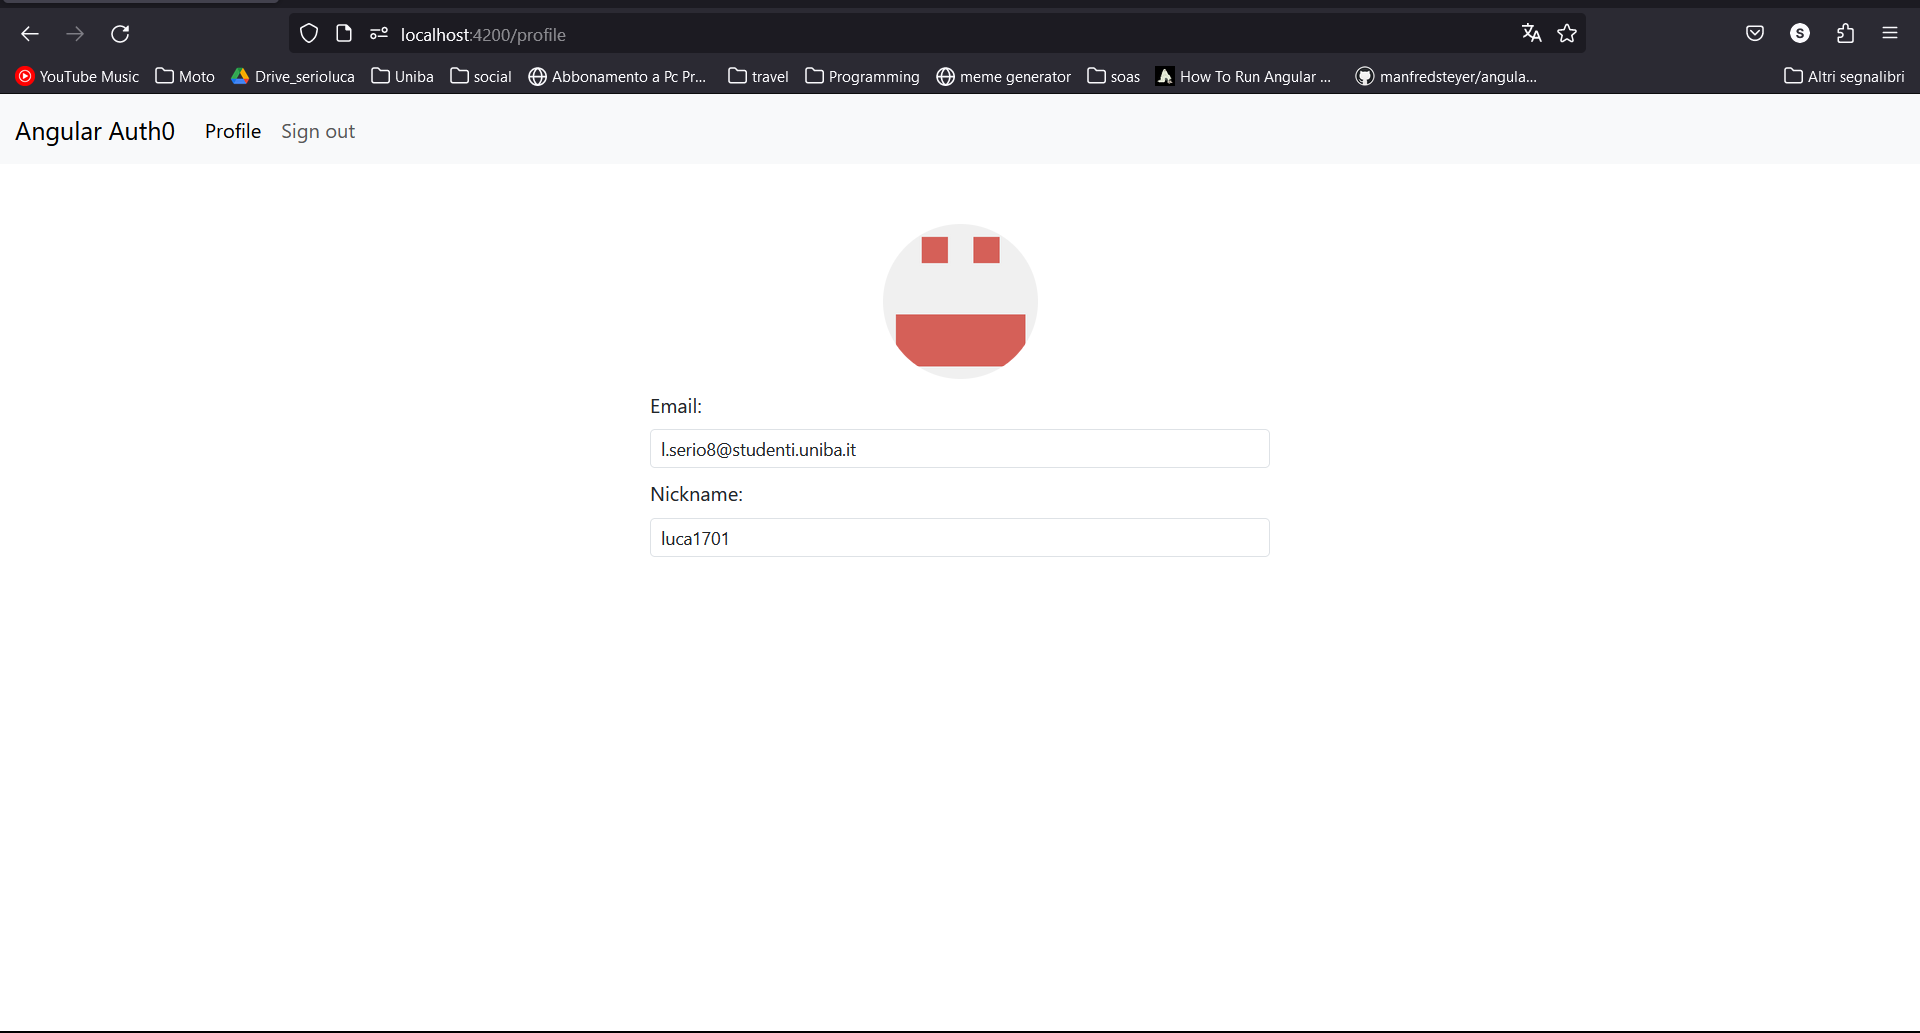 localhost:4200/profile
S
YouTube Music Moto Drive_serioluca Uniba social Abbonamento a Pc Pr... travel Programming meme generator soas How To Run Angular ... manfredsteyer/angula... Altri segnalibri
Angular Auth0 Profile Sign out
Email:
l.serio8@studenti.uniba.it
Nickname:
luca1701